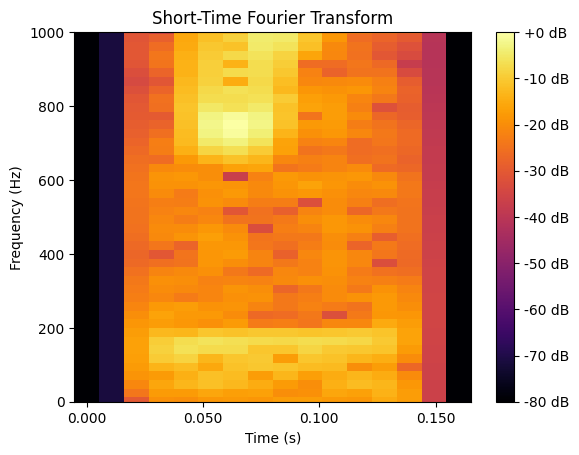 Short-Time Fourier Transform
Frequency (Hz)
1000
800
600
400
200
0
0.000
0.050
0.100
0.150
Time (s)
+0 dB
-10 dB
-20 dB
-30 dB
-40 dB
-50 dB
-60 dB
-70 dB
-80 dB